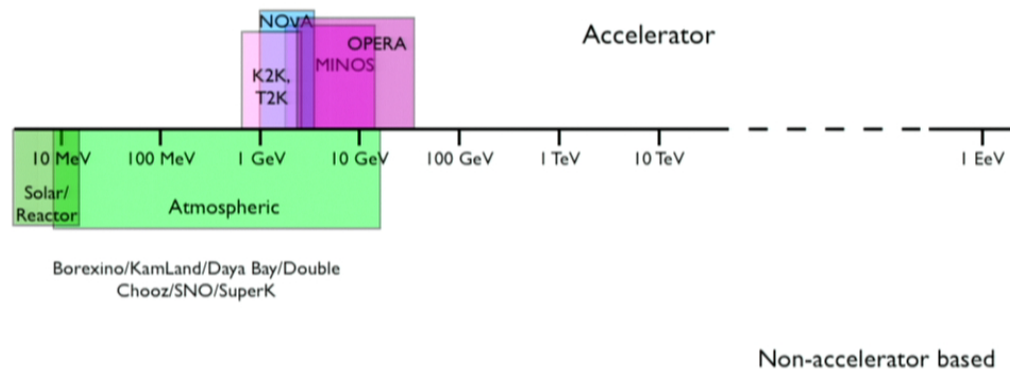 NOvA
Accelerator
OPERA
MINOS
K2K,
T2K
10 MeV 100 MeV 1 GeV 10 GeV 100 GeV 1 TeV 10 TeV 1 EeV
Solar/
Reactor
Atmospheric
Borexino/KamLand/Daya Bay/Double
Chooz/SNO/SuperK
Non-accelerator based